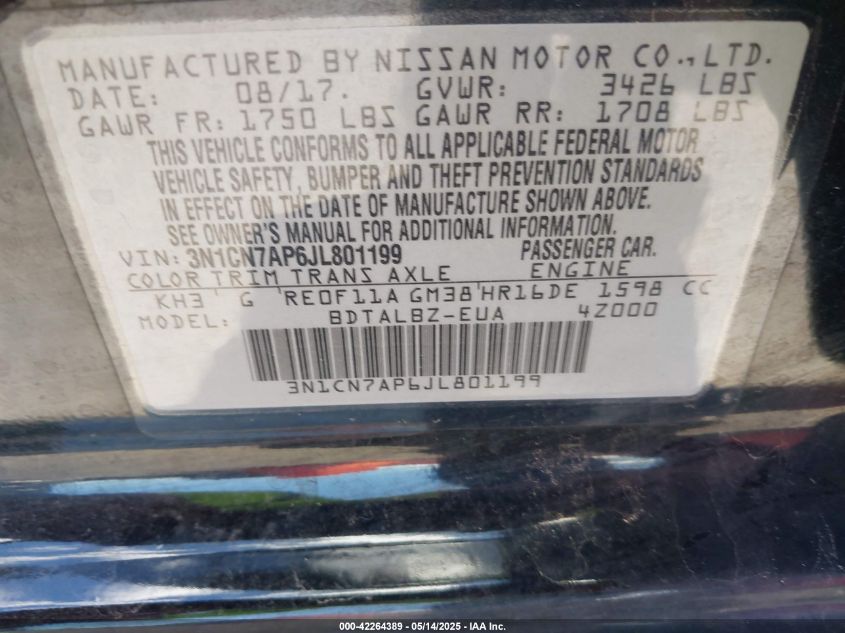 MANUFACTURED BY NISSAN MOTOR CO., LTD.
DATE: 08/17. GVWR: 3426 LBS
GAWR FR: 1750 LBS GAWR RR: 1708 LBS
THIS VEHICLE CONFORMS TO ALL APPLICABLE FEDERAL MOTOR
VEHICLE SAFETY, BUMPER AND THEFT PREVENTION STANDARDS
IN EFFECT ON THE DATE OF MANUFACTURE SHOWN ABOVE.
SEE OWNER'S MANUAL FOR ADDITIONAL INFORMATION.
VIN: 3N1CN7AP6JL801199 PASSENGER CAR.
COLOR TRIM TRANS AXLE ENGINE
KH3 G RE0F11A GM38 HR16DE 1598 CC
MODEL: BDTALBZ-EUA 4Z000
3N1CN7AP6JL801199
000-42264389 - 05/14/2025 - IAA Inc.